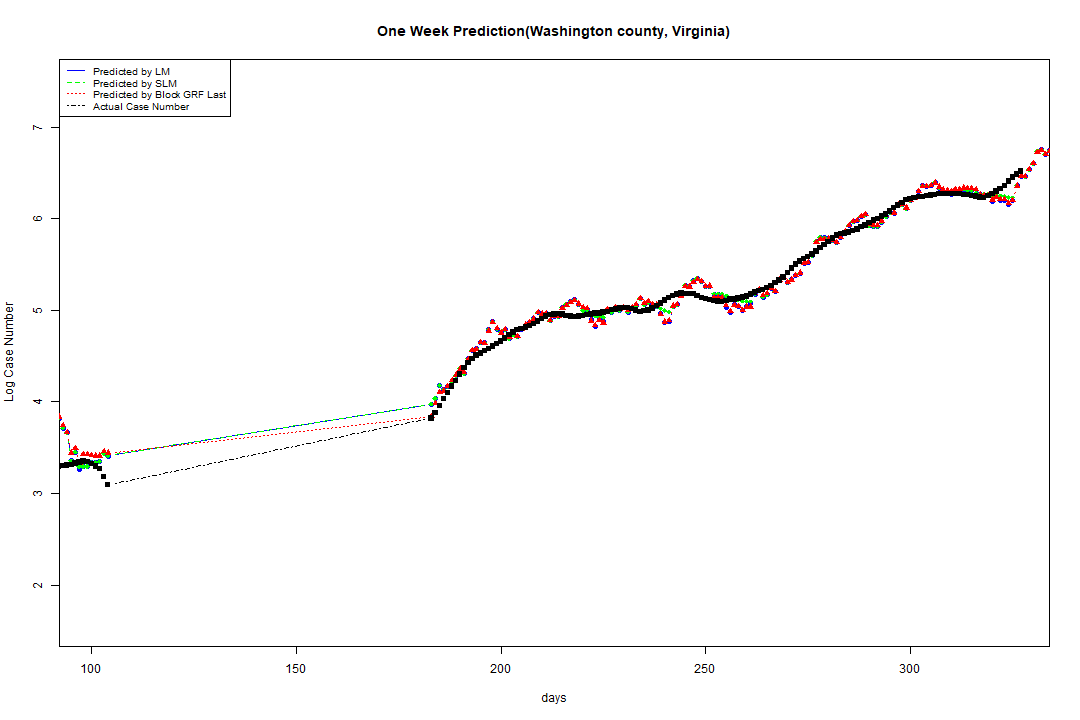 One Week Prediction(Washington county, Virginia)
Predicted by LM
Predicted by SLM
Predicted by Block GRF Last
Actual Case Number
7
6
5
4
3
2
Log Case Number
100 150 200 250 300
days